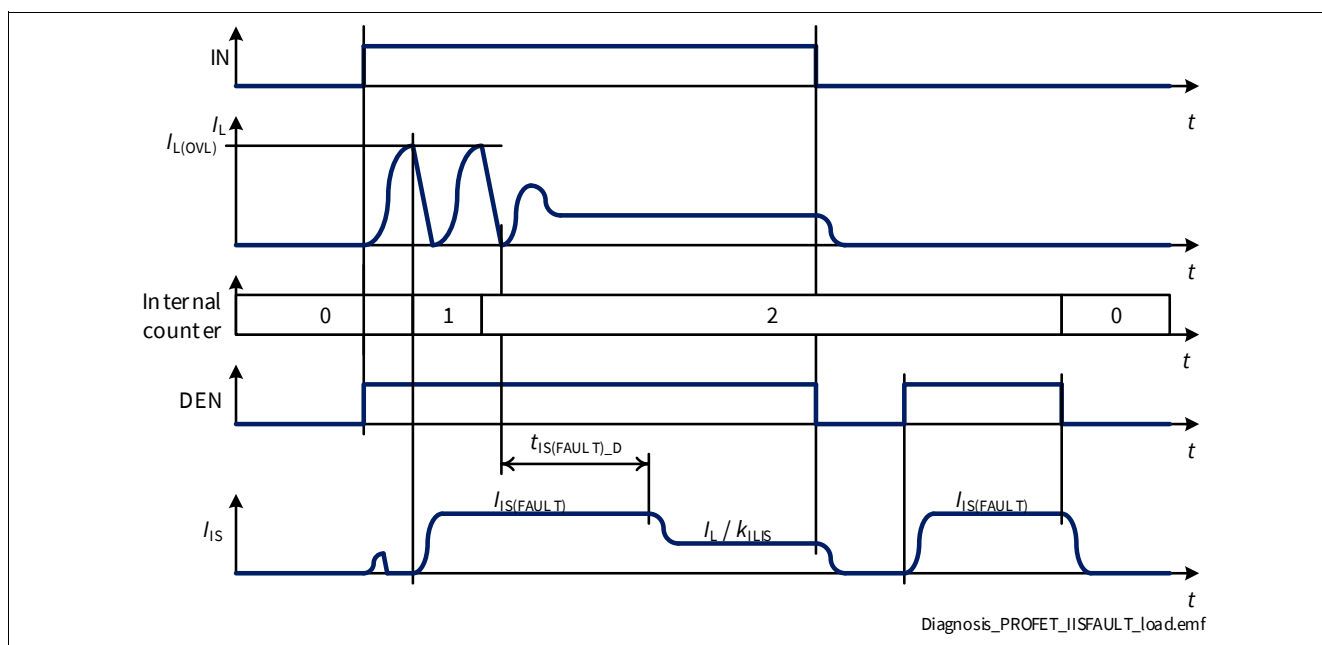 IN
t
I_L
I_L(OVL)
t
Internal
counter
0 1 2 0
t
DEN
t
t_IS(FAULT)_D
I_IS
I_IS(FAULT)
I_L / k_ILIS
I_IS(FAULT)
t
Diagnosis_PROFET_IISFAULT_load.emf